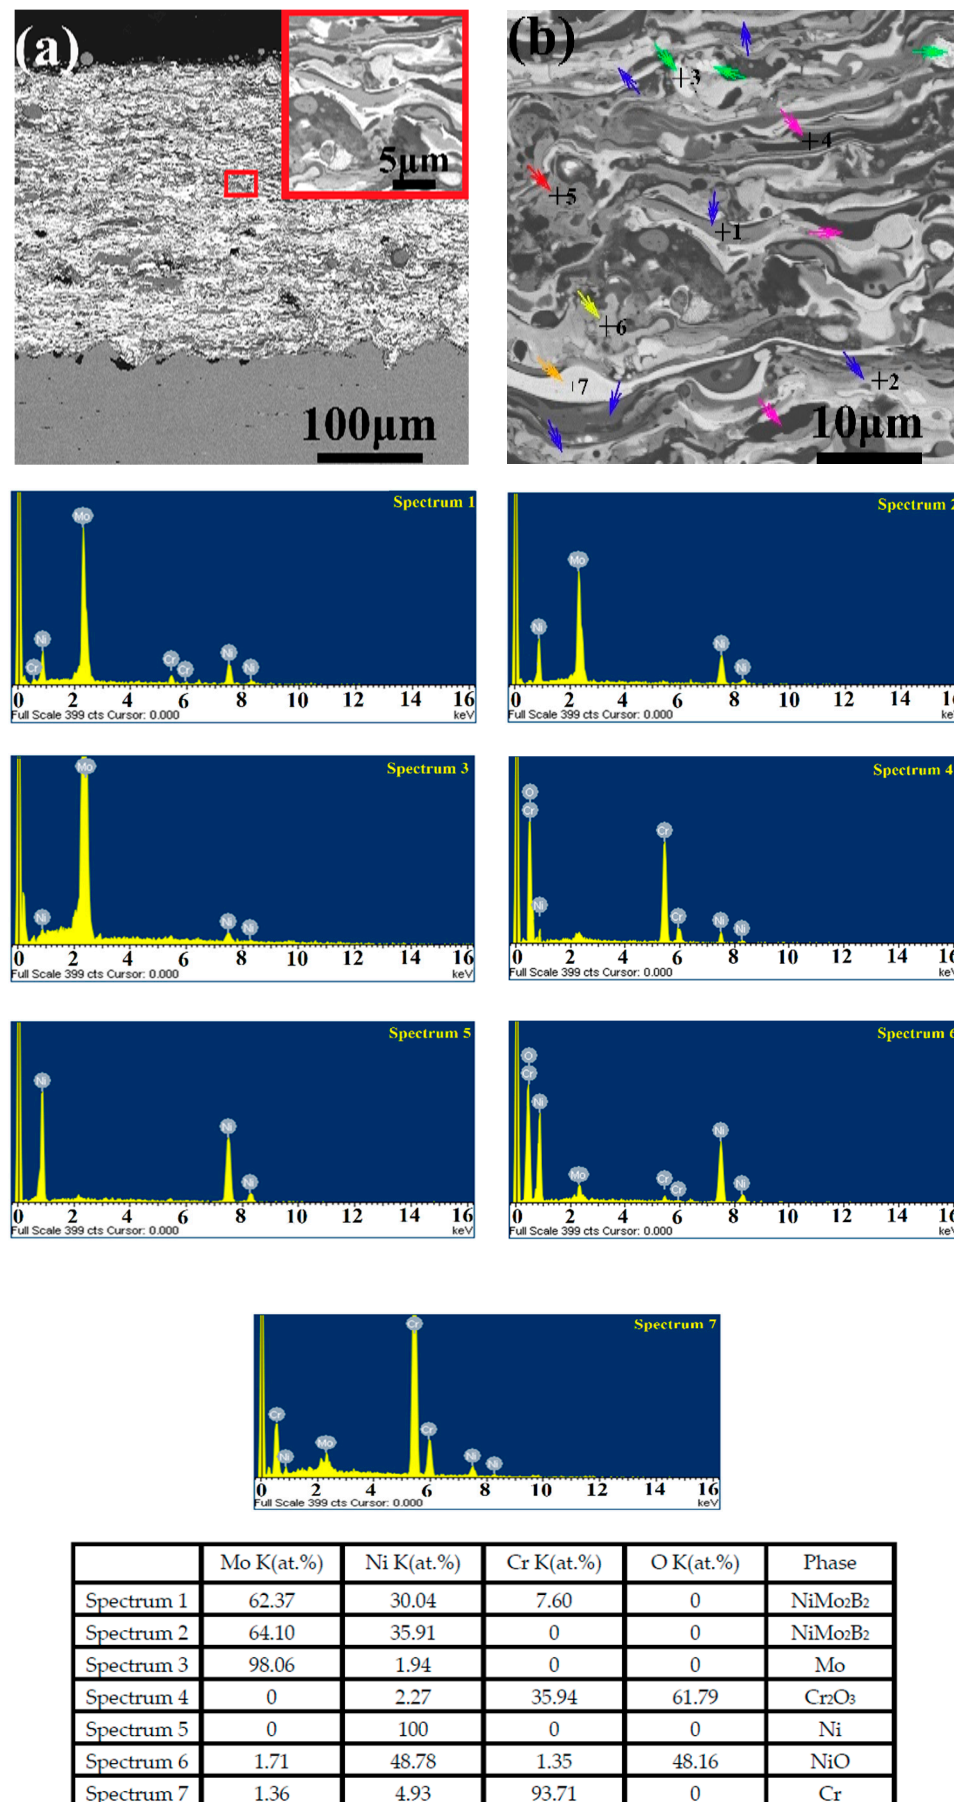 (a)
5μm
100μm
(b)
+3
+4
+5
+1
+6
+7
+2
10μm
Spectrum 1
Mo
Cr Ni Cr Cr Ni Ni
0 2 4 6 8 10 12 14 16
Full Scale 399 cts Cursor: 0.000 keV
Spectrum 2
Mo
Ni Ni Ni
0 2 4 6 8 10 12 14 16
Full Scale 399 cts Cursor: 0.000 keV
Spectrum 3
Mo
Ni Ni Ni
0 2 4 6 8 10 12 14 16
Full Scale 399 cts Cursor: 0.000 keV
Spectrum 4
O
Cr Cr
Ni Cr Ni Ni
0 2 4 6 8 10 12 14 16
Full Scale 399 cts Cursor: 0.000 keV
Spectrum 5
Ni
Ni
Ni
0 2 4 6 8 10 12 14 16
Full Scale 399 cts Cursor: 0.000 keV
Spectrum 6
O
Cr
Ni Ni
Mo Cr Cr Ni
0 2 4 6 8 10 12 14 16
Full Scale 399 cts Cursor: 0.000 keV
Spectrum 7
Cr
Cr Cr
Ni Mo Ni Ni
0 2 4 6 8 10 12 14 16
Full Scale 399 cts Cursor: 0.000 keV
Mo K(at.%) Ni K(at.%) Cr K(at.%) O K(at.%) Phase
Spectrum 1 62.37 30.04 7.60 0 NiMo₂B₂
Spectrum 2 64.10 35.91 0 0 NiMo₂B₂
Spectrum 3 98.06 1.94 0 0 Mo
Spectrum 4 0 2.27 35.94 61.79 Cr₂O₃
Spectrum 5 0 100 0 0 Ni
Spectrum 6 1.71 48.78 1.35 48.16 NiO
Spectrum 7 1.36 4.93 93.71 0 Cr